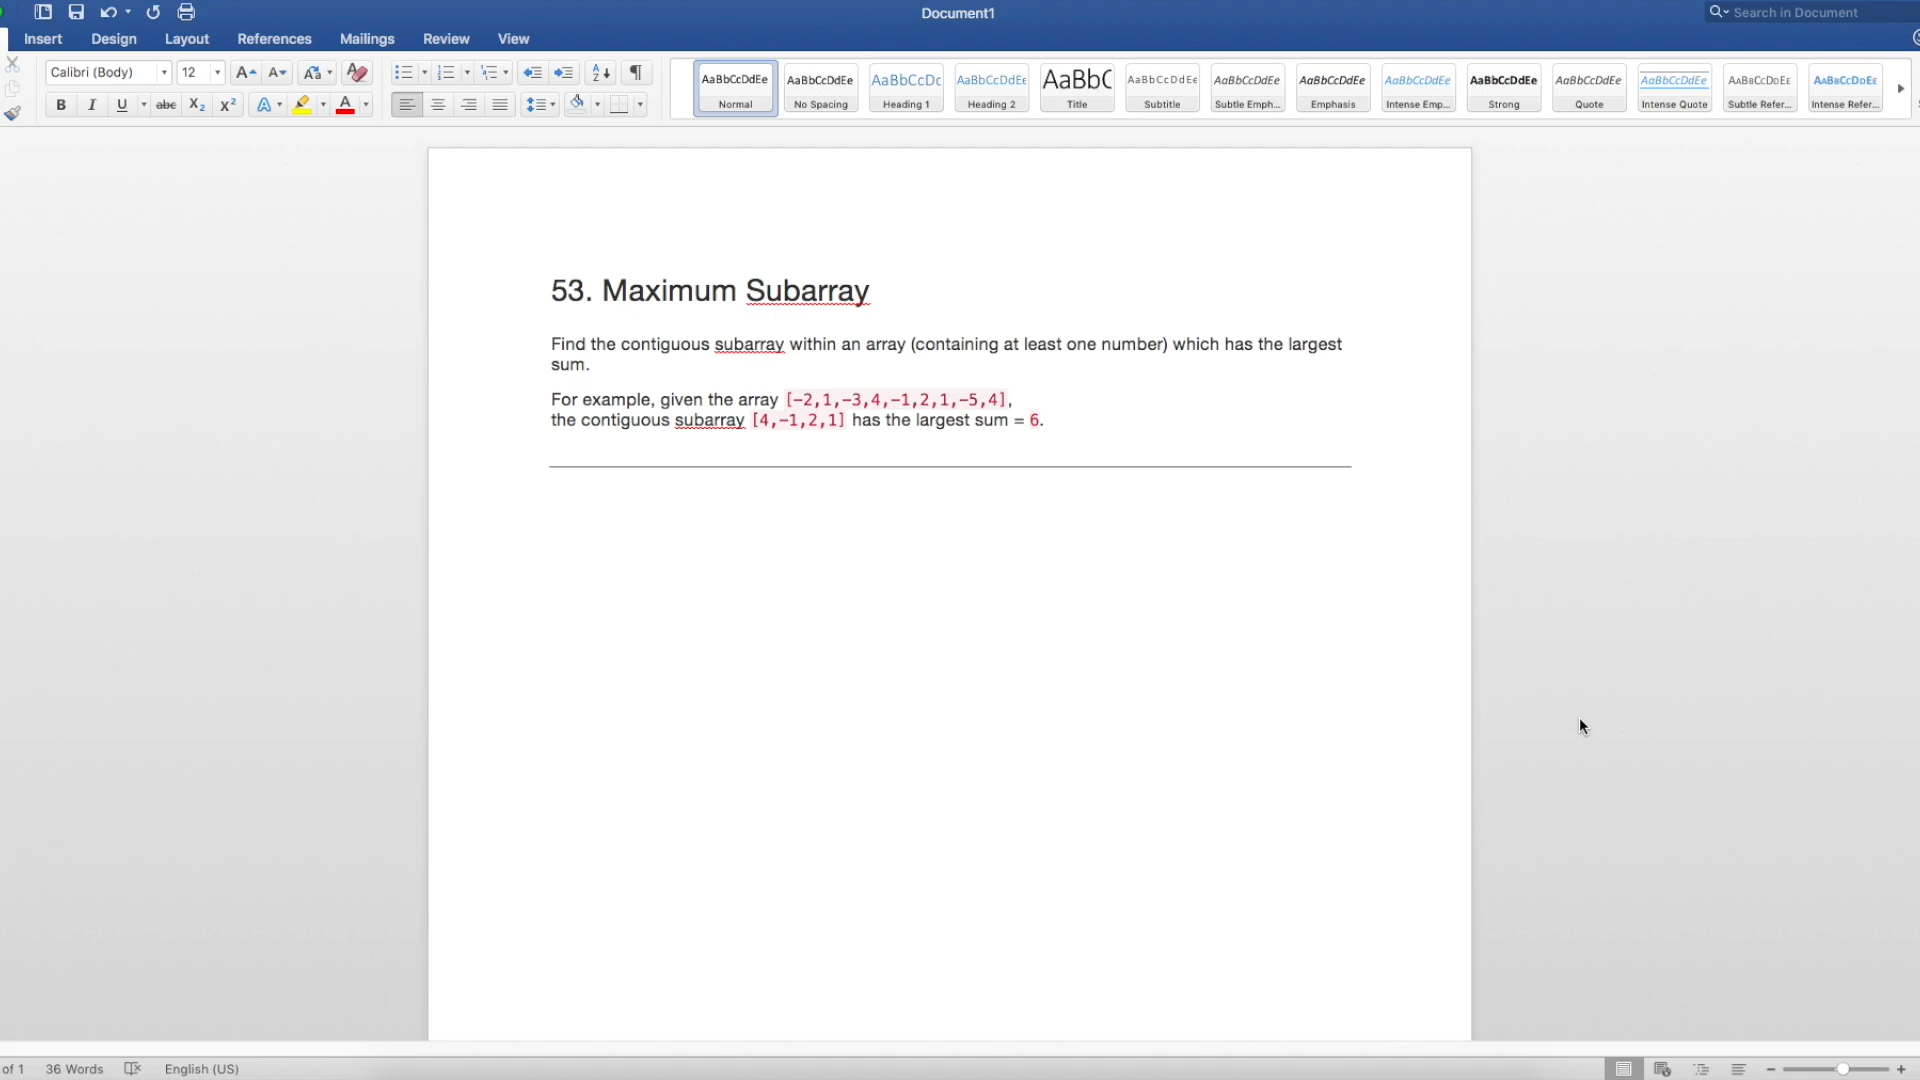 Document1
Search in Document
Insert Design Layout References Mailings Review View
Calibri (Body) 12
AaBbCcDdEe AaBbCcDdEe AaBbCcDc AaBbCcDdEe AaBbC AaBbCcDdEe AaBbCcDdEe AaBbCcDdEe AaBbCcDdEe AaBbCcDdEe AaBbCcDdEe AaBbCcDdEe AaBbCcDdEe AaBbCcDdEe
Normal No Spacing Heading 1 Heading 2 Title Subtitle Subtle Emph... Emphasis Intense Emp... Strong Quote Intense Quote Subtle Refer... Intense Refer...
B I U abc X2 X2 A A
53. Maximum Subarray
Find the contiguous subarray within an array (containing at least one number) which has the largest
sum.
For example, given the array [-2,1,-3,4,-1,2,1,-5,4],
the contiguous subarray [4,-1,2,1] has the largest sum = 6.
of 1 36 Words English (US)